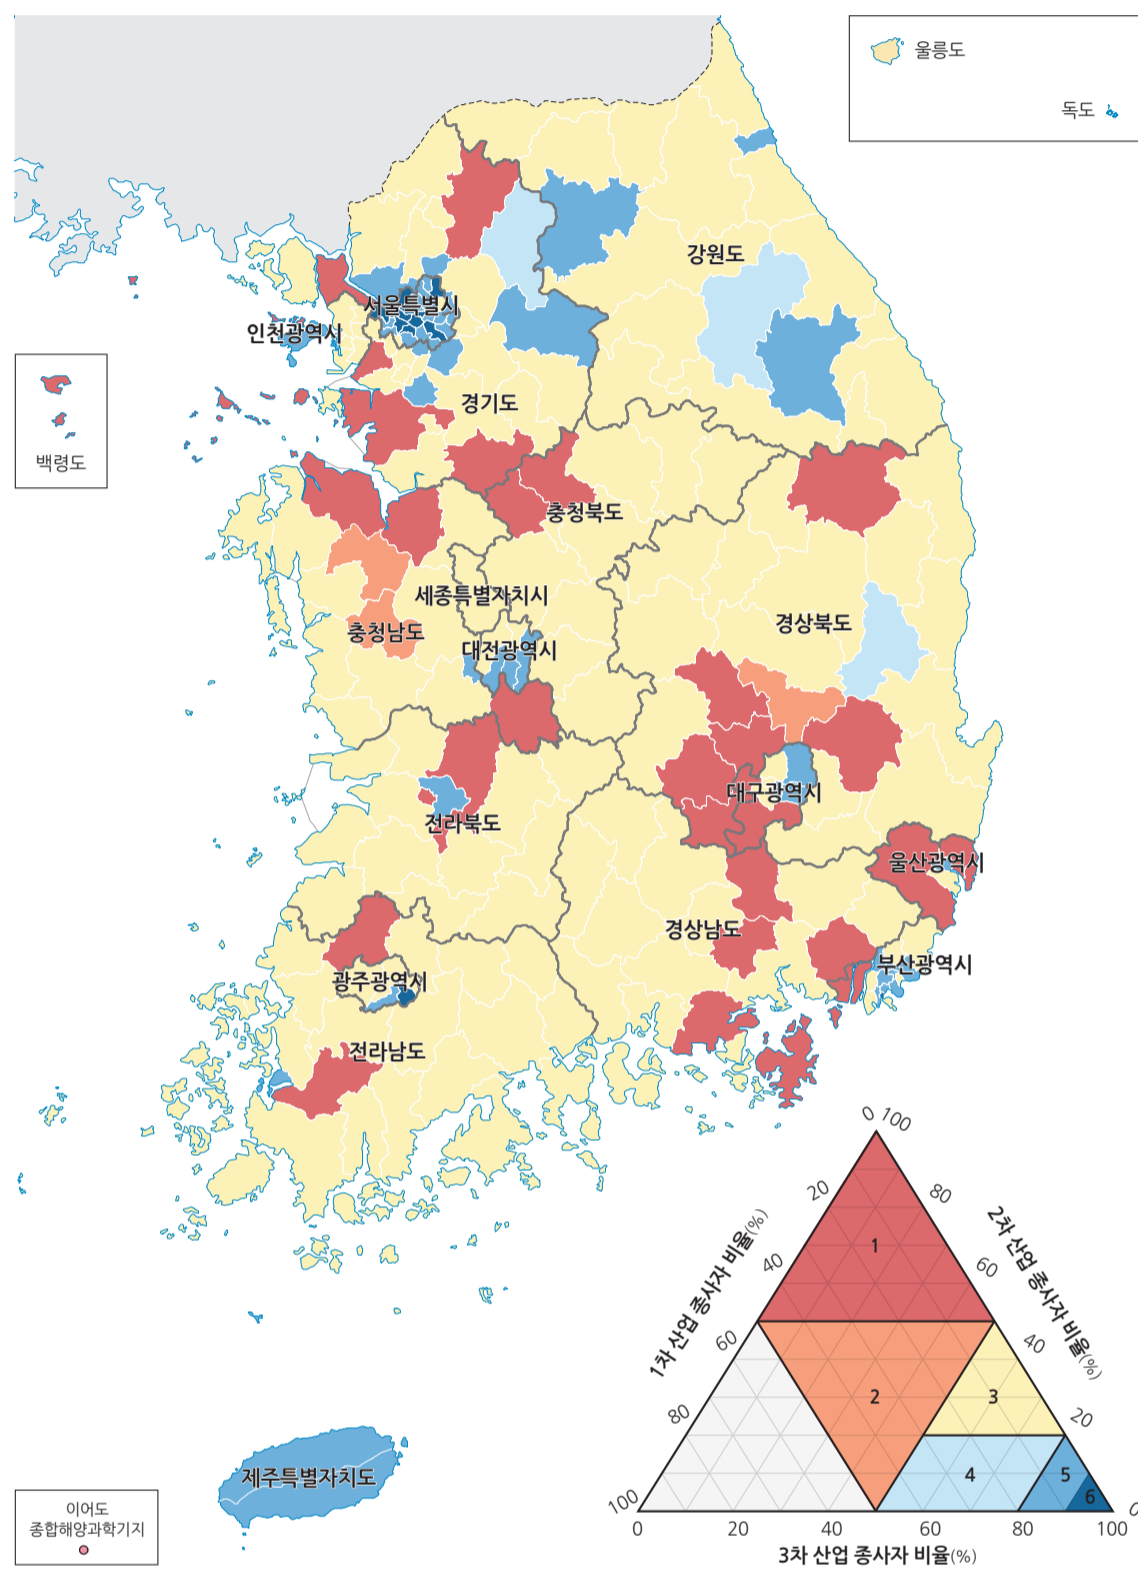 울릉도
독도
강원도
서울특별시
인천광역시
경기도
백령도
충청북도
세종특별자치시
충청남도
대전광역시
경상북도
대구광역시
전라북도
울산광역시
경상남도
부산광역시
광주광역시
전라남도
제주특별자치도
이어도
종합해양과학기지
0 100
20 80
1차 산업 종사자 비율(%)
2차 산업 종사자 비율(%)
1
40 60
60 40
2 3
80 20
4 5
6
100 0
0 20 40 60 80 100
3차 산업 종사자 비율(%)